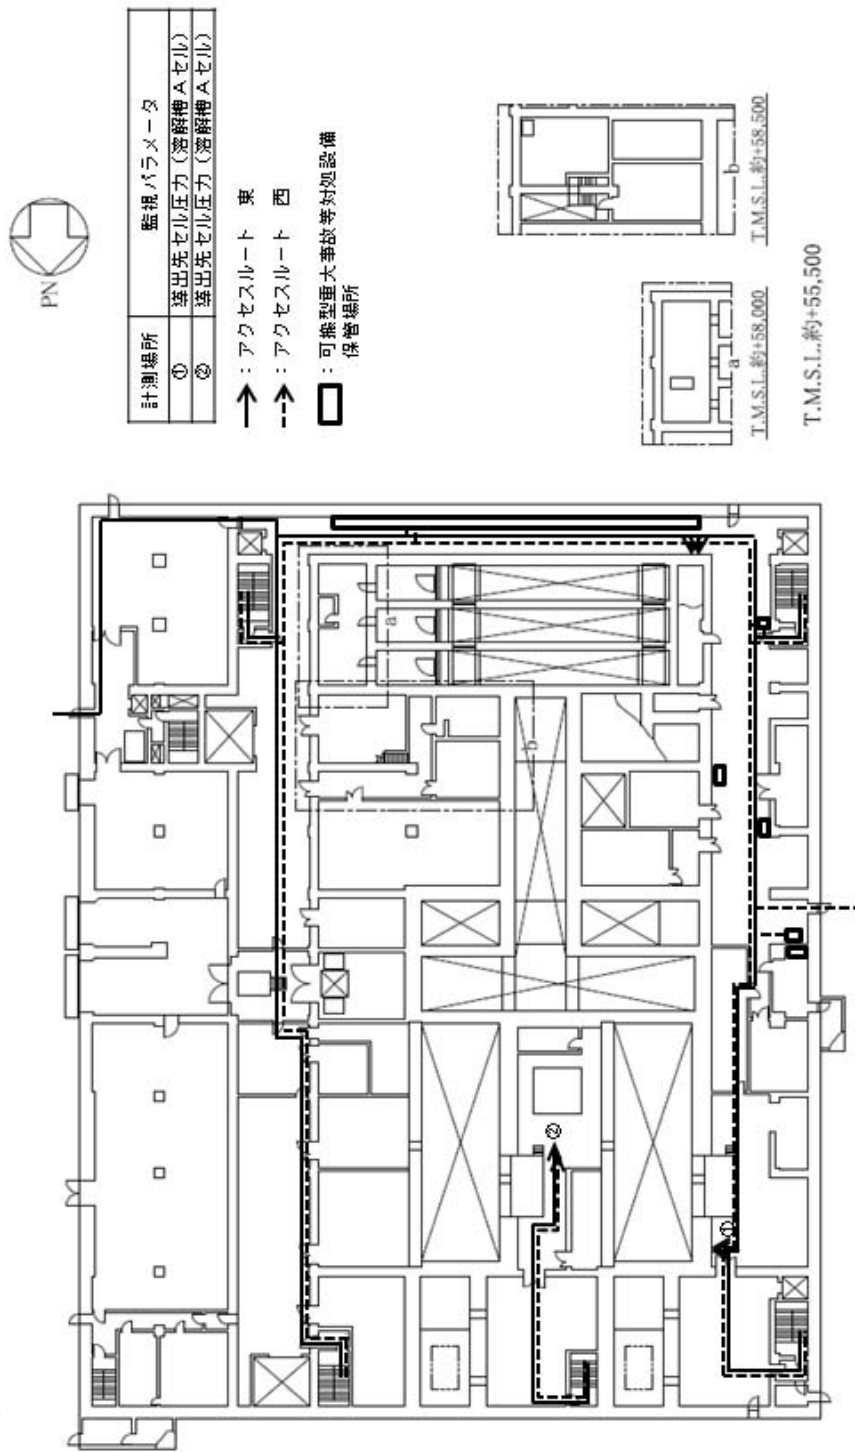 PN
計測場所 監視パラメータ
① 導出先セル圧力（溶解槽Aセル）
② 導出先セル圧力（溶解槽Aセル）
：アクセスルート 東
：アクセスルート 西
：可搬型重大事故等対処設備
保管場所
a
T.M.S.L.約+58,000
b
T.M.S.L.約+58,500
T.M.S.L.約+55,500
a
b
②
①